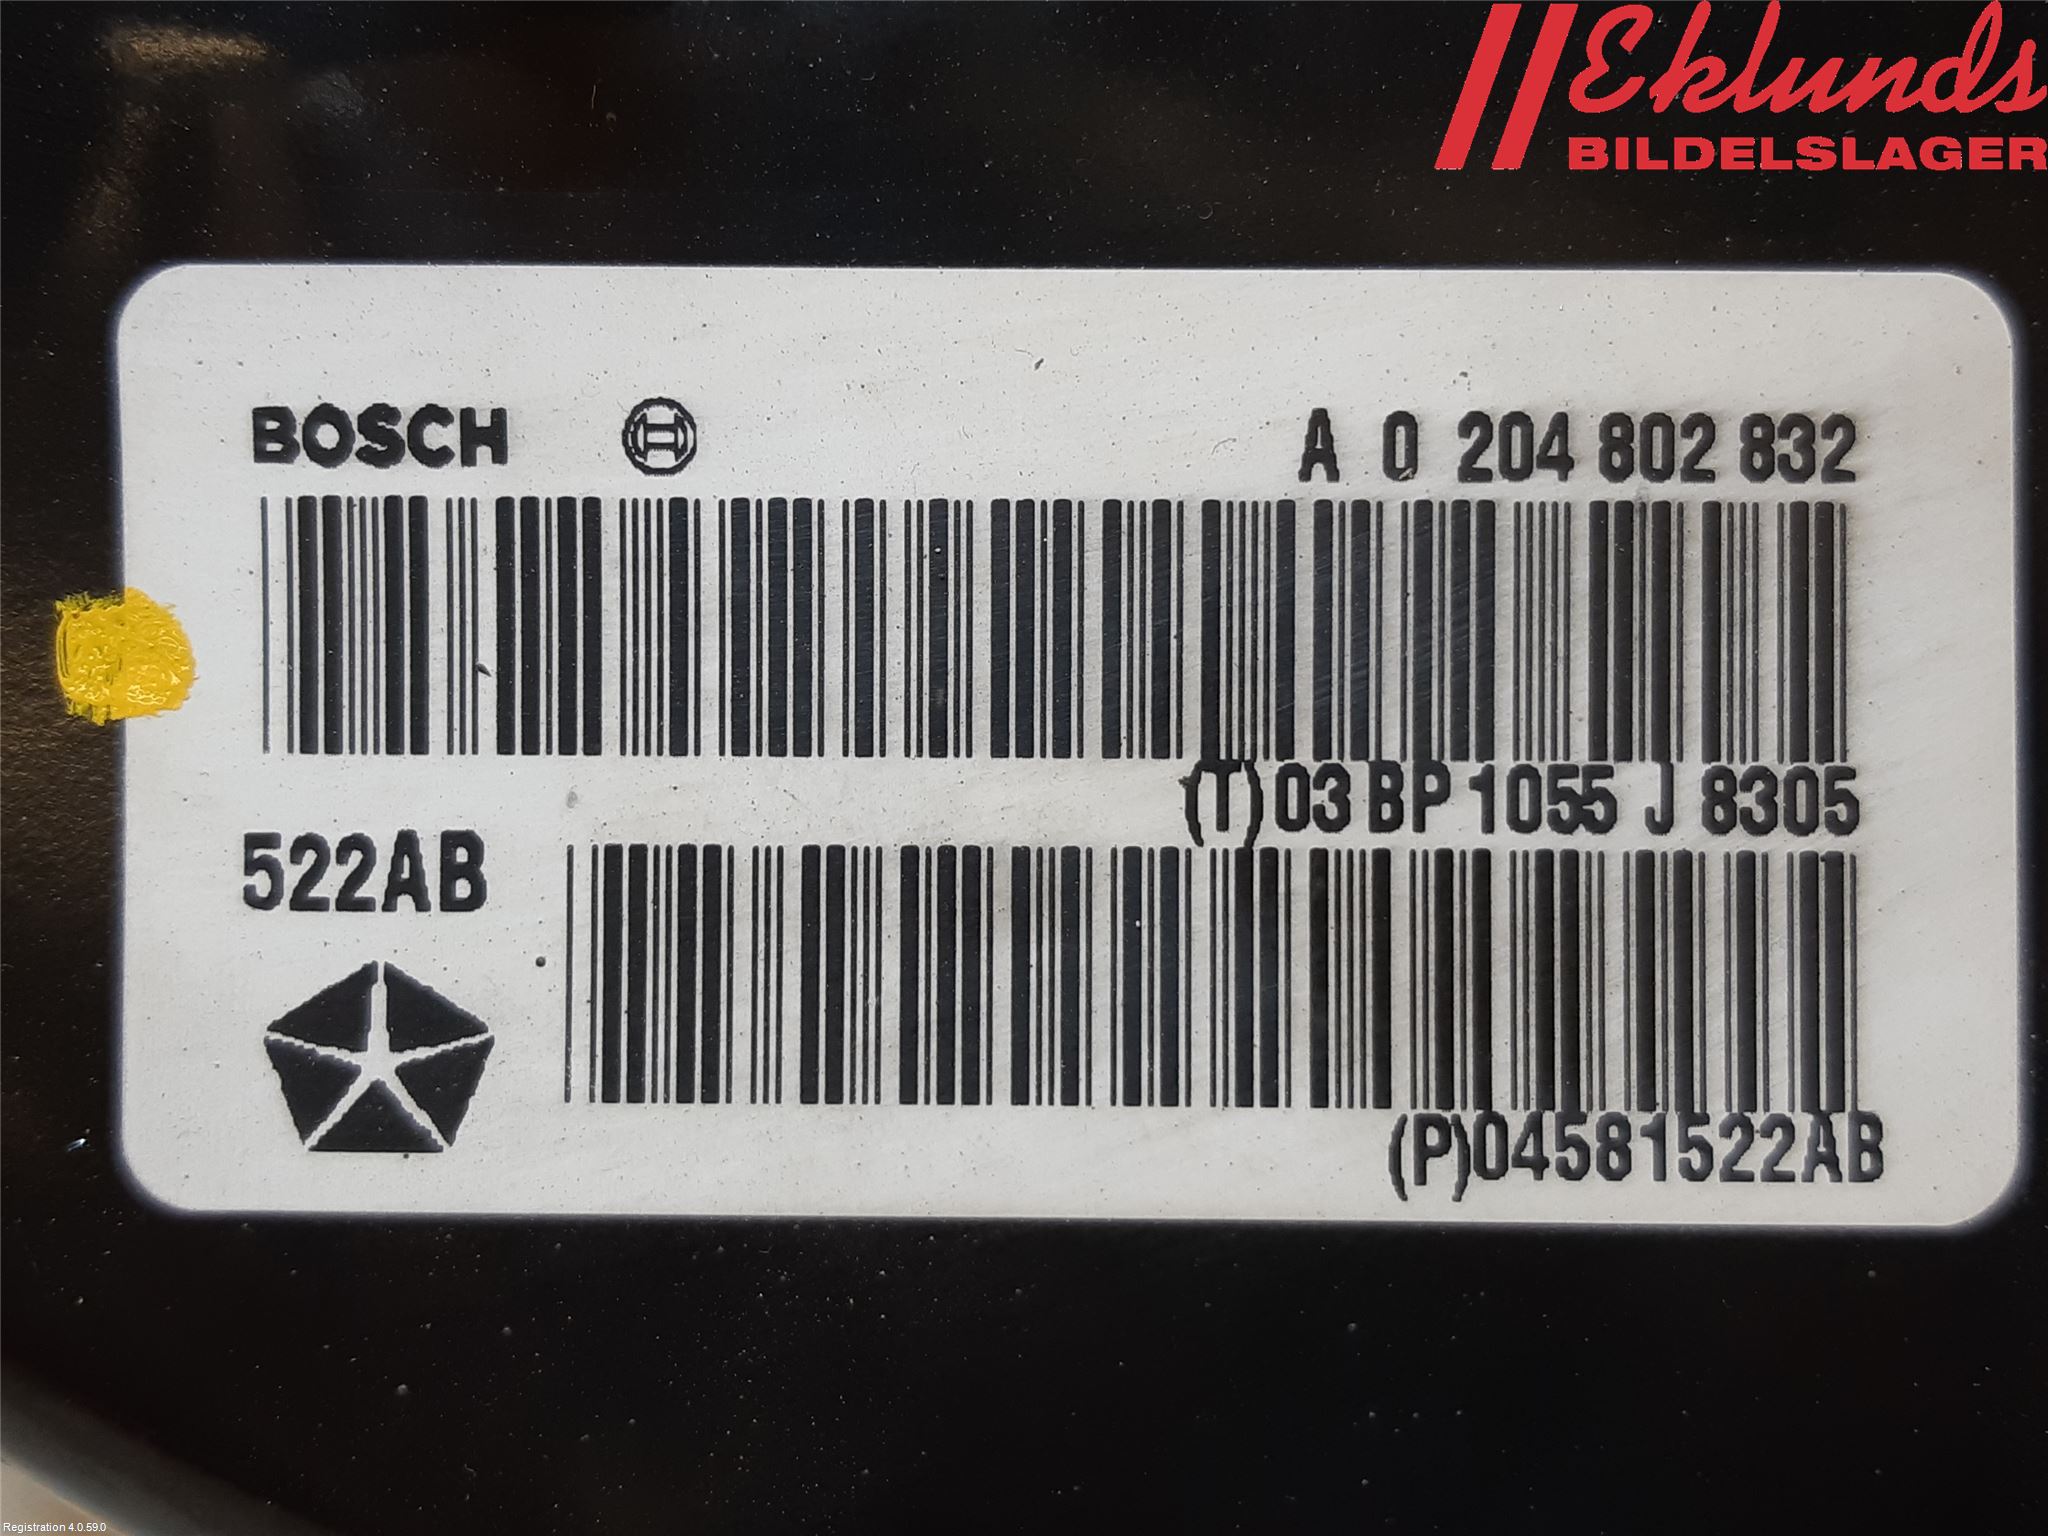 Eklunds
BILDELSLAGER
BOSCH A 0 204 802 832
(T)03 BP 1055 J 8305
522AB
(P)04581522AB
Registration 4.0.59.0